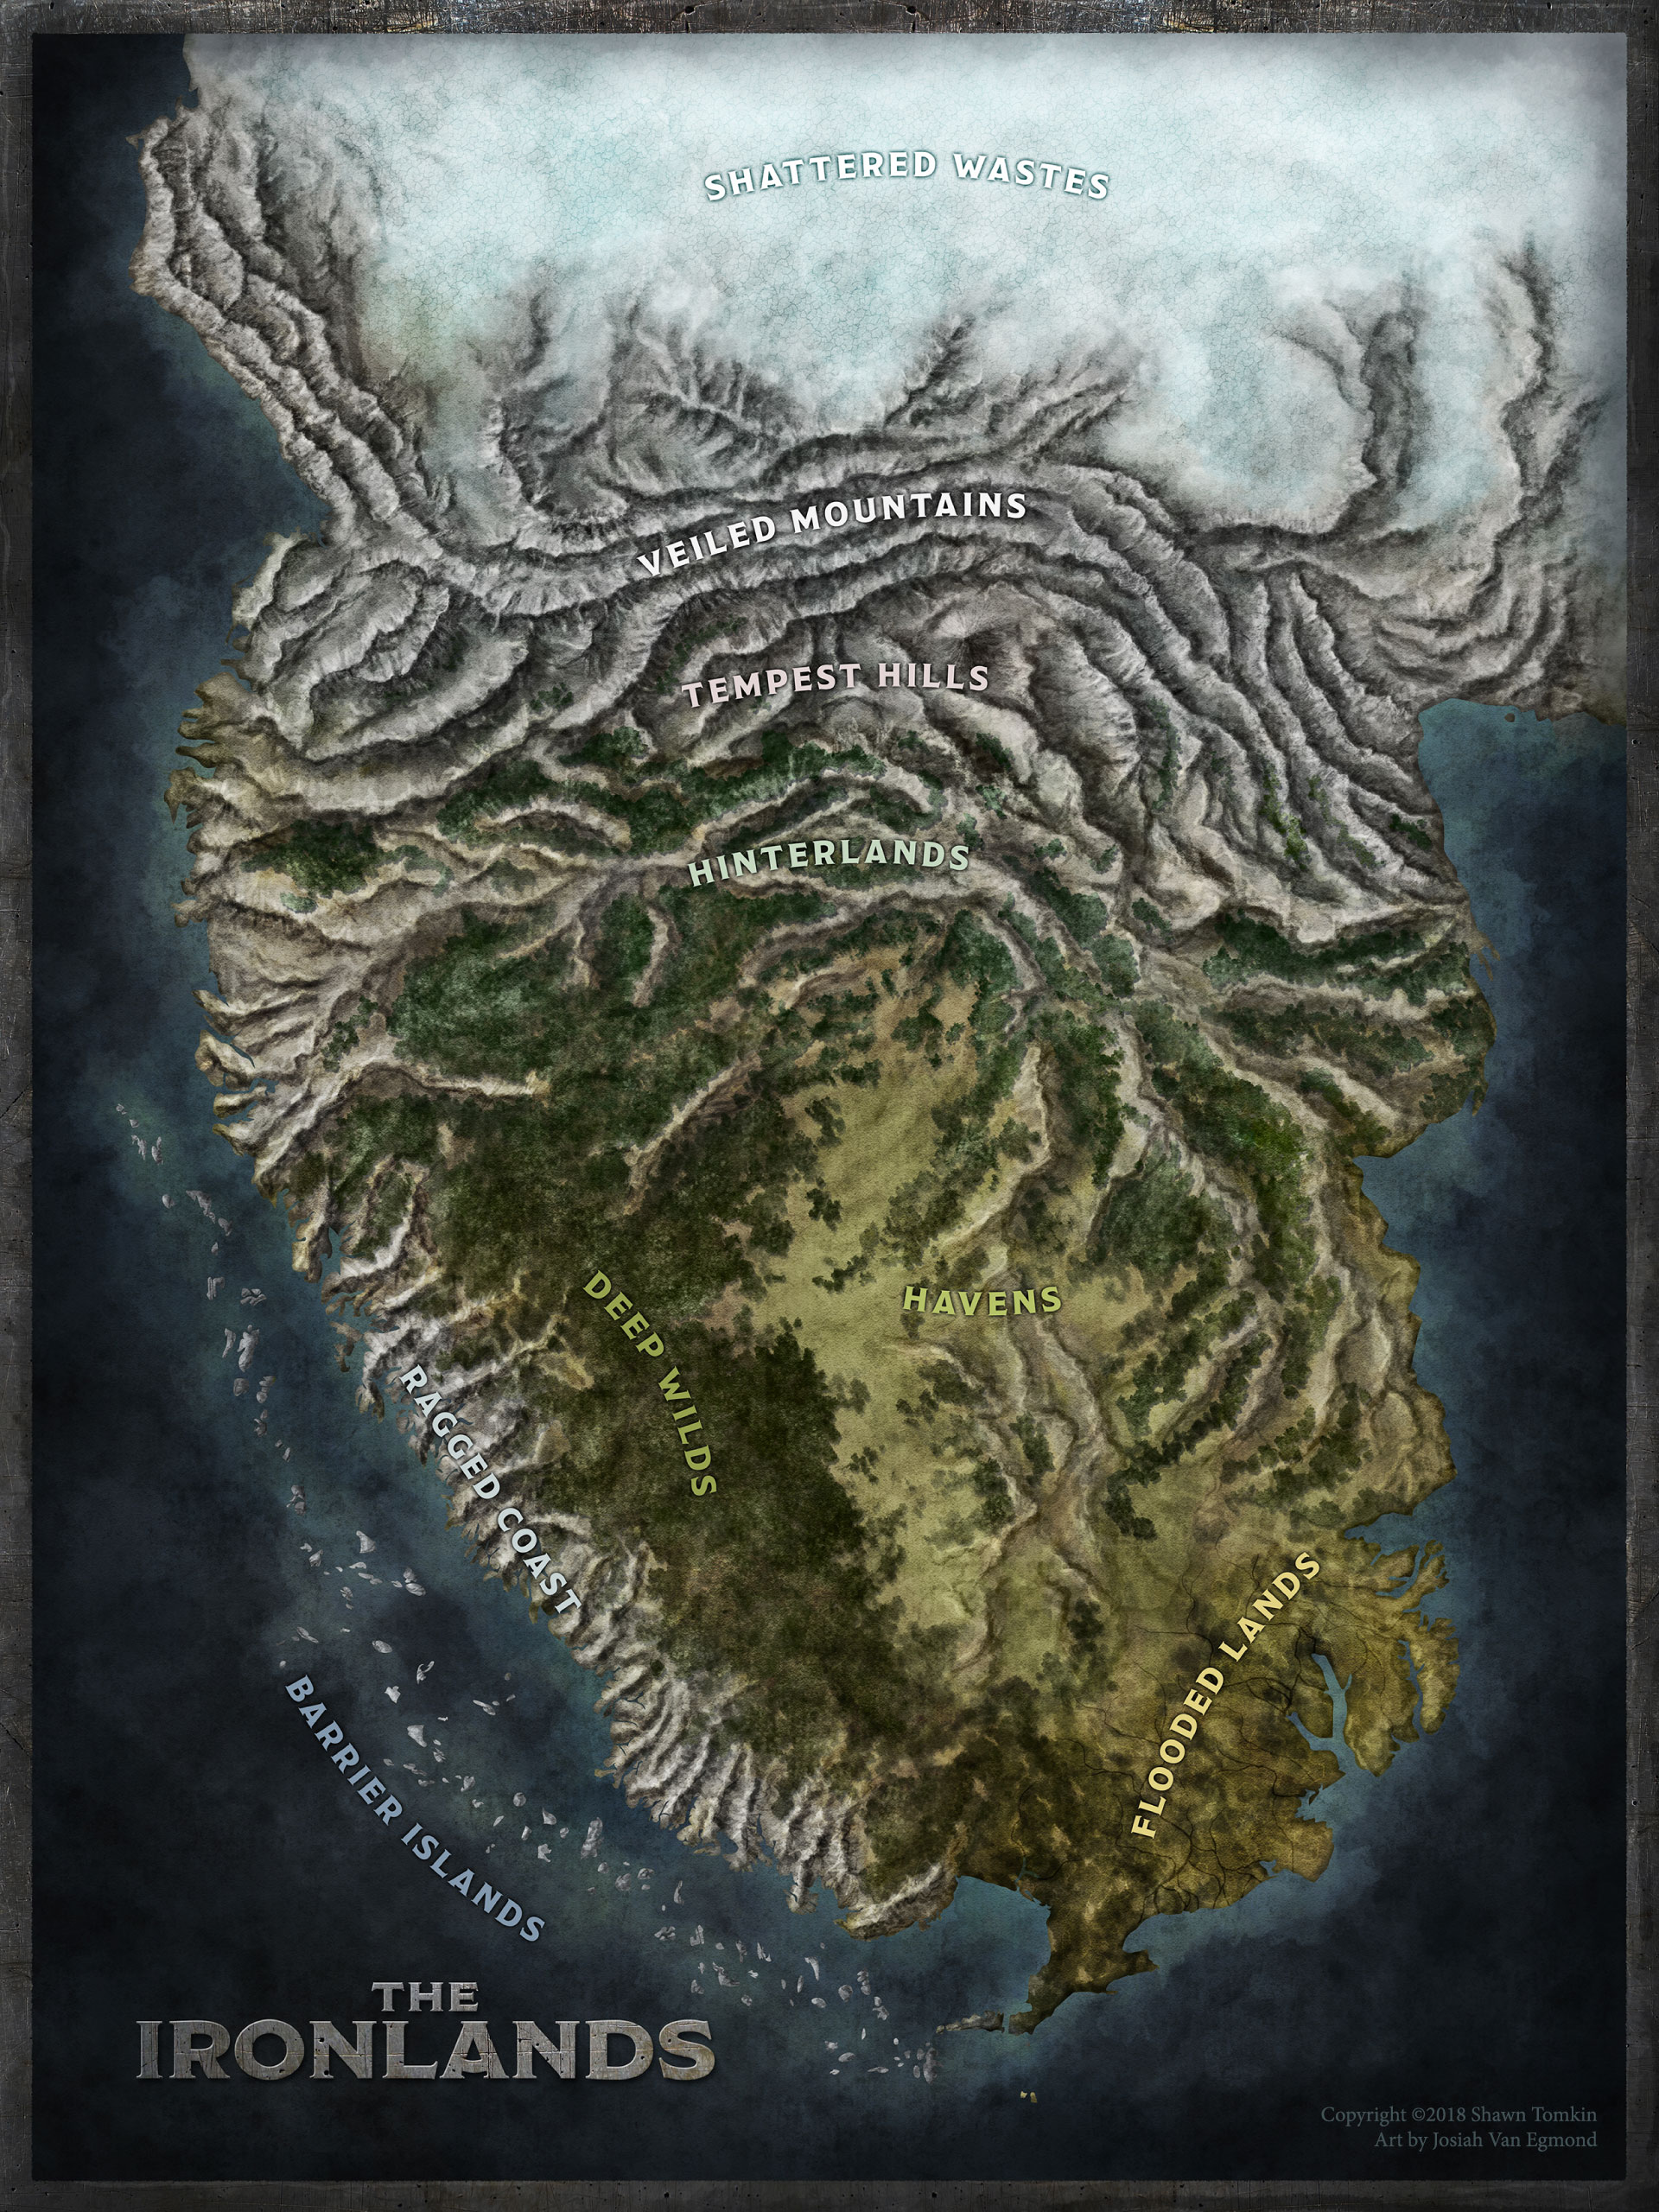 SHATTERED WASTES
VEILED MOUNTAINS
TEMPEST HILLS
HINTERLANDS
HAVENS
DEEP WILDS
RAGGED COAST
FLOODED LANDS
BARRIER ISLANDS
THE
IRONLANDS
Copyright ©2018 Shawn Tomkin
Art by Josiah Van Egmond